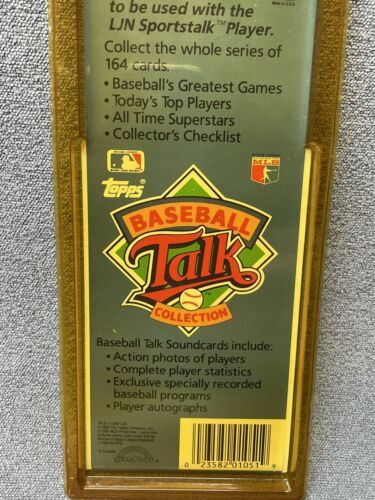 to be used with the
LJN Sportstalk™ Player.
Collect the whole series of
164 cards.
• Baseball's Greatest Games
• Today's Top Players
• All Time Superstars
• Collector's Checklist
MLB
Topps
BASEBALL
Talk
COLLECTION
Baseball Talk Soundcards include:
• Action photos of players
• Complete player statistics
• Exclusive specially recorded
baseball programs
• Player autographs
0 23582 01051 9